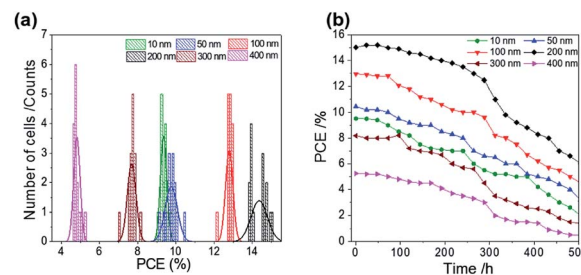 (a)
Number of cells /Counts
7
6
5
4
3
2
1
0
10 nm 50 nm 100 nm
200 nm 300 nm 400 nm
4 6 8 10 12 14
PCE (%)
(b)
PCE /%
16
14
12
10
8
6
4
2
0
10 nm 50 nm
100 nm 200 nm
300 nm 400 nm
0 100 200 300 400 500
Time /h